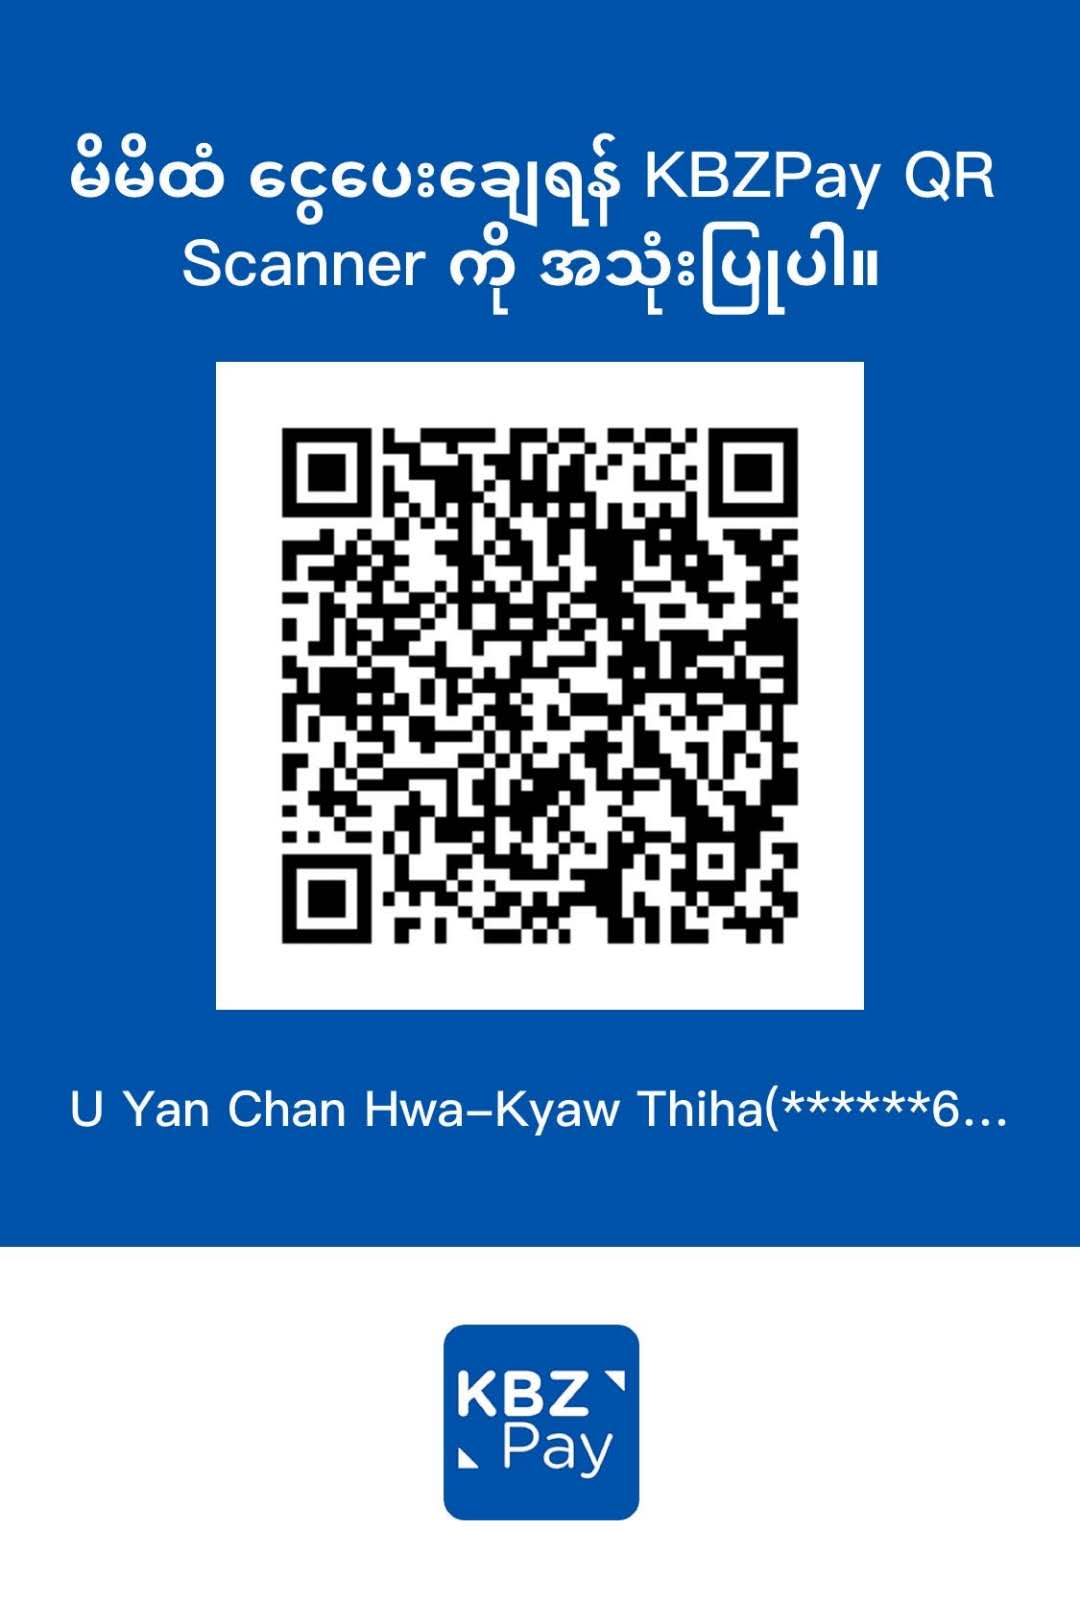 မိမိထံ ငွေပေးချေရန် KBZPay QR
Scanner ကို အသုံးပြုပါ။
U Yan Chan Hwa-Kyaw Thiha(******6...
KBZ
Pay